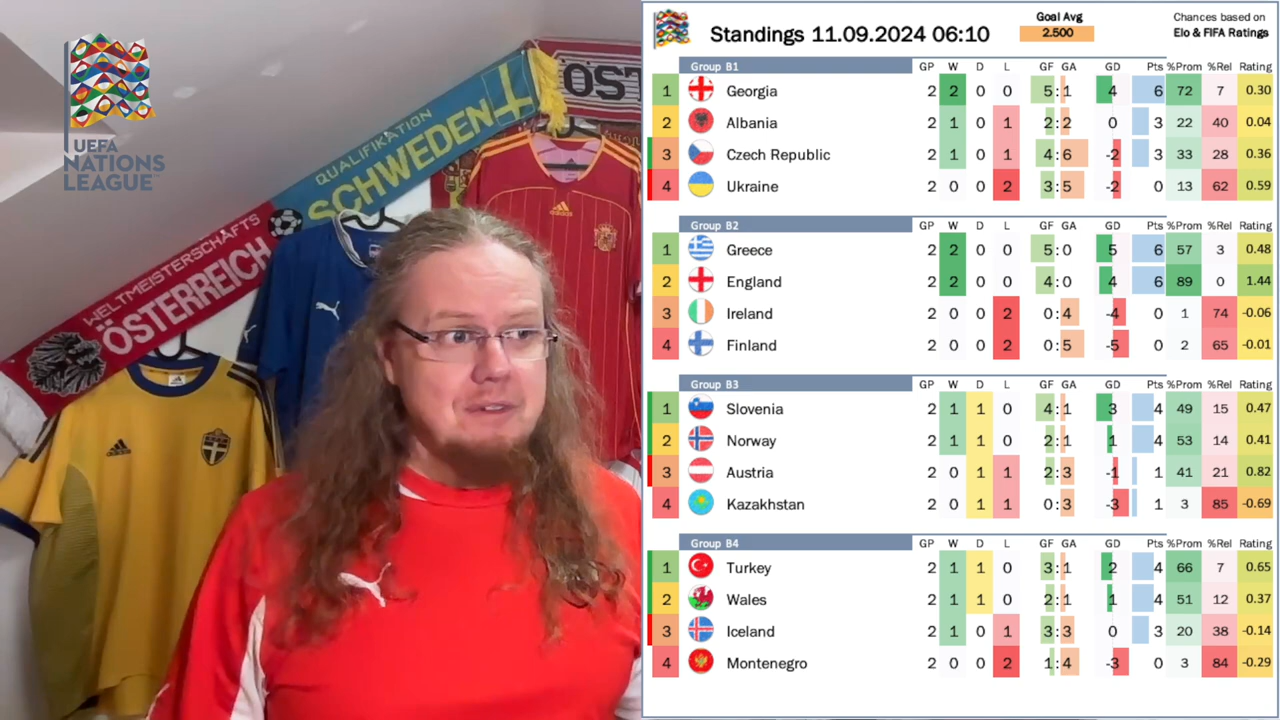 UEFA
NATIONS
LEAGUE
WELTMEISTERSCHAFTS
ÖSTERREICH
QUALIFIKATION
SCHWEDEN
ÖST
adidas
Standings 11.09.2024 06:10
Goal Avg
2.500
Chances based on
Elo & FIFA Ratings
Group B1 GP W D L GF GA GD Pts %Prom %Rel Rating
1 Georgia 2 2 0 0 5:1 4 6 72 7 0.30
2 Albania 2 1 0 1 2:2 0 3 22 40 0.04
3 Czech Republic 2 1 0 1 4:6 -2 3 33 28 0.36
4 Ukraine 2 0 0 2 3:5 -2 0 13 62 0.59
Group B2 GP W D L GF GA GD Pts %Prom %Rel Rating
1 Greece 2 2 0 0 5:0 5 6 57 3 0.48
2 England 2 2 0 0 4:0 4 6 89 0 1.44
3 Ireland 2 0 0 2 0:4 -4 0 1 74 -0.06
4 Finland 2 0 0 2 0:5 -5 0 2 65 -0.01
Group B3 GP W D L GF GA GD Pts %Prom %Rel Rating
1 Slovenia 2 1 1 0 4:1 3 4 49 15 0.47
2 Norway 2 1 1 0 2:1 1 4 53 14 0.41
3 Austria 2 0 1 1 2:3 -1 1 41 21 0.82
4 Kazakhstan 2 0 1 1 0:3 -3 1 3 85 -0.69
Group B4 GP W D L GF GA GD Pts %Prom %Rel Rating
1 Turkey 2 1 1 0 3:1 2 4 66 7 0.65
2 Wales 2 1 1 0 2:1 1 4 51 12 0.37
3 Iceland 2 1 0 1 3:3 0 3 20 38 -0.14
4 Montenegro 2 0 0 2 1:4 -3 0 3 84 -0.29